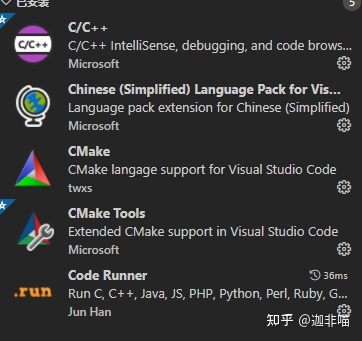 已安装
5
C/C++
C/C++
C/C++ IntelliSense, debugging, and code brows...
Microsoft
Chinese (Simplified) Language Pack for Vis...
Language pack extension for Chinese (Simplified)
Microsoft
CMake
CMake langage support for Visual Studio Code
twxs
CMake Tools
Extended CMake support in Visual Studio Code
Microsoft
.run
Code Runner 36ms
Run C, C++, Java, JS, PHP, Python, Perl, Ruby, G...
Jun Han
知乎 @迦非喵